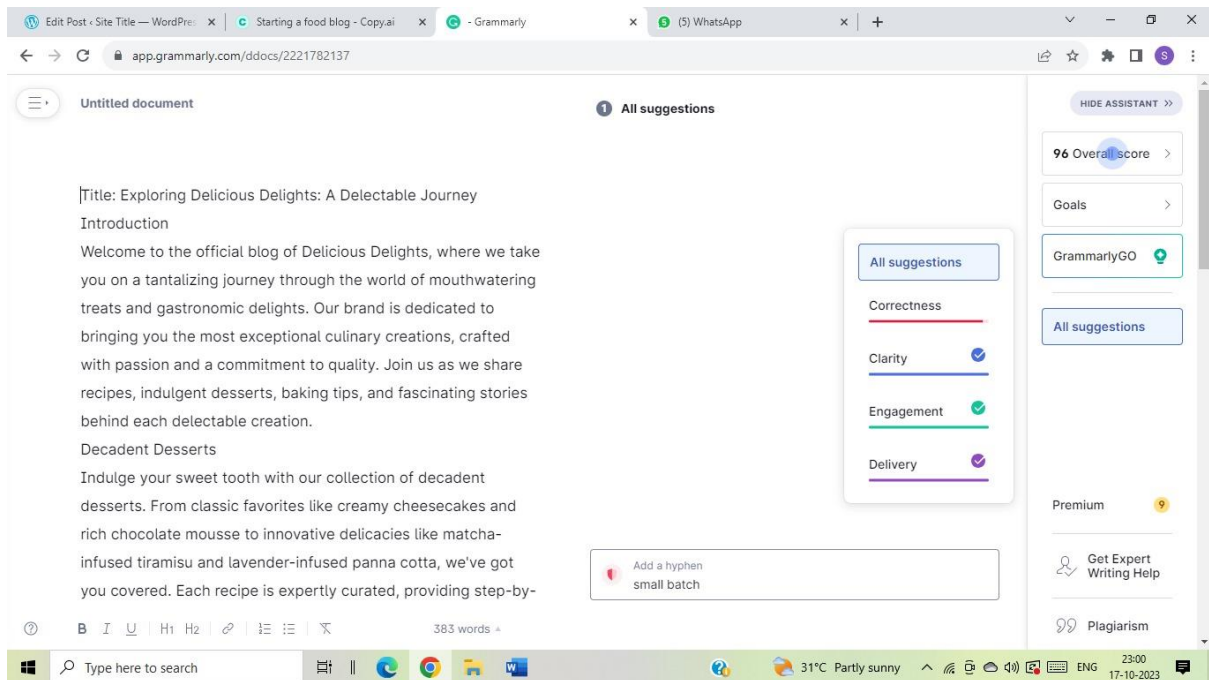 Edit Post ‹ Site Title — WordPres
Starting a food blog - Copy.ai
- Grammarly
(5) WhatsApp
app.grammarly.com/ddocs/2221782137
S
Untitled document
1 All suggestions
HIDE ASSISTANT
96 Overall score
Title: Exploring Delicious Delights: A Delectable Journey
Goals
Introduction
Welcome to the official blog of Delicious Delights, where we take
GrammarlyGO
All suggestions
you on a tantalizing journey through the world of mouthwatering
treats and gastronomic delights. Our brand is dedicated to
Correctness
bringing you the most exceptional culinary creations, crafted
All suggestions
with passion and a commitment to quality. Join us as we share
Clarity
recipes, indulgent desserts, baking tips, and fascinating stories
Engagement
behind each delectable creation.
Decadent Desserts
Delivery
Indulge your sweet tooth with our collection of decadent
desserts. From classic favorites like creamy cheesecakes and
Premium 9
rich chocolate mousse to innovative delicacies like matcha-
infused tiramisu and lavender-infused panna cotta, we've got
Add a hyphen
small batch
Get Expert
Writing Help
you covered. Each recipe is expertly curated, providing step-by-
B I U H1 H2
383 words
Plagiarism
Type here to search
31°C Partly sunny
ENG
23:00
17-10-2023